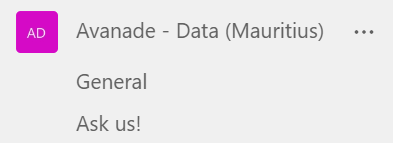 AD Avanade - Data (Mauritius) ...
General
Ask us!